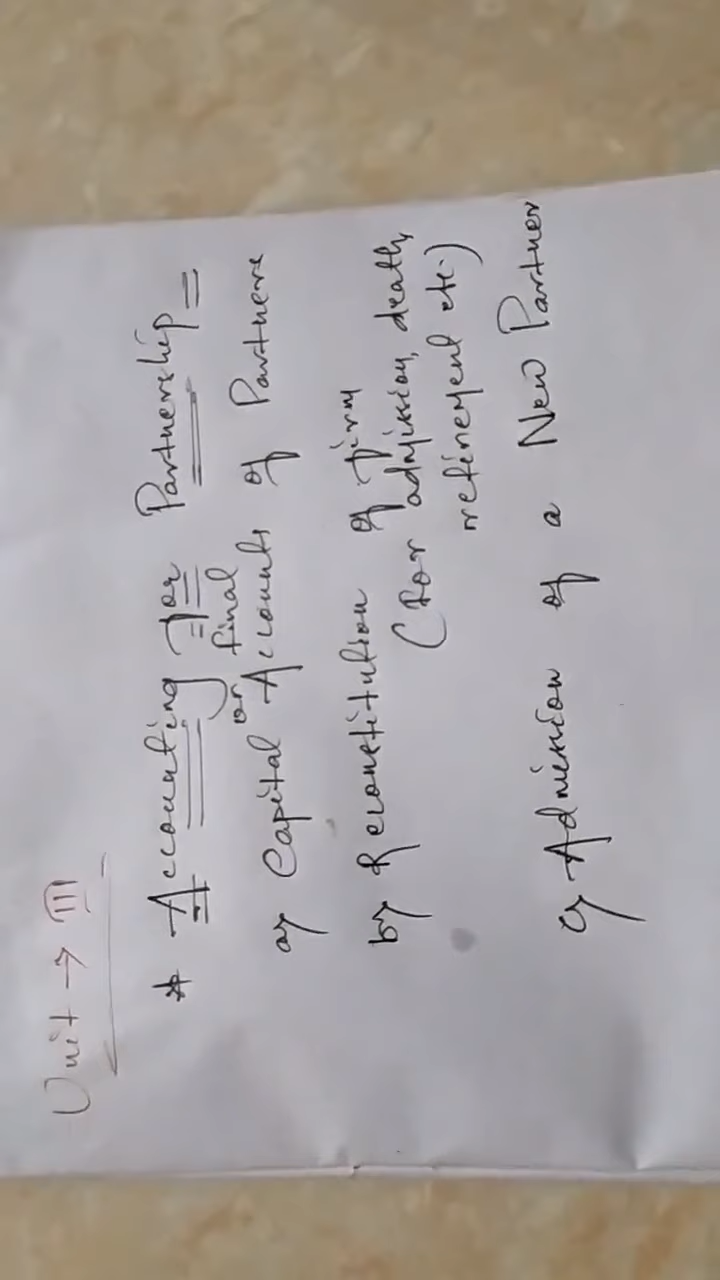 Unit → III
* Accounting for Partnership
a) Capital or final Accounts of Partners
b) Reconstitution of firm
(for admission, death,
retirement etc.)
c) Admission of a New Partner